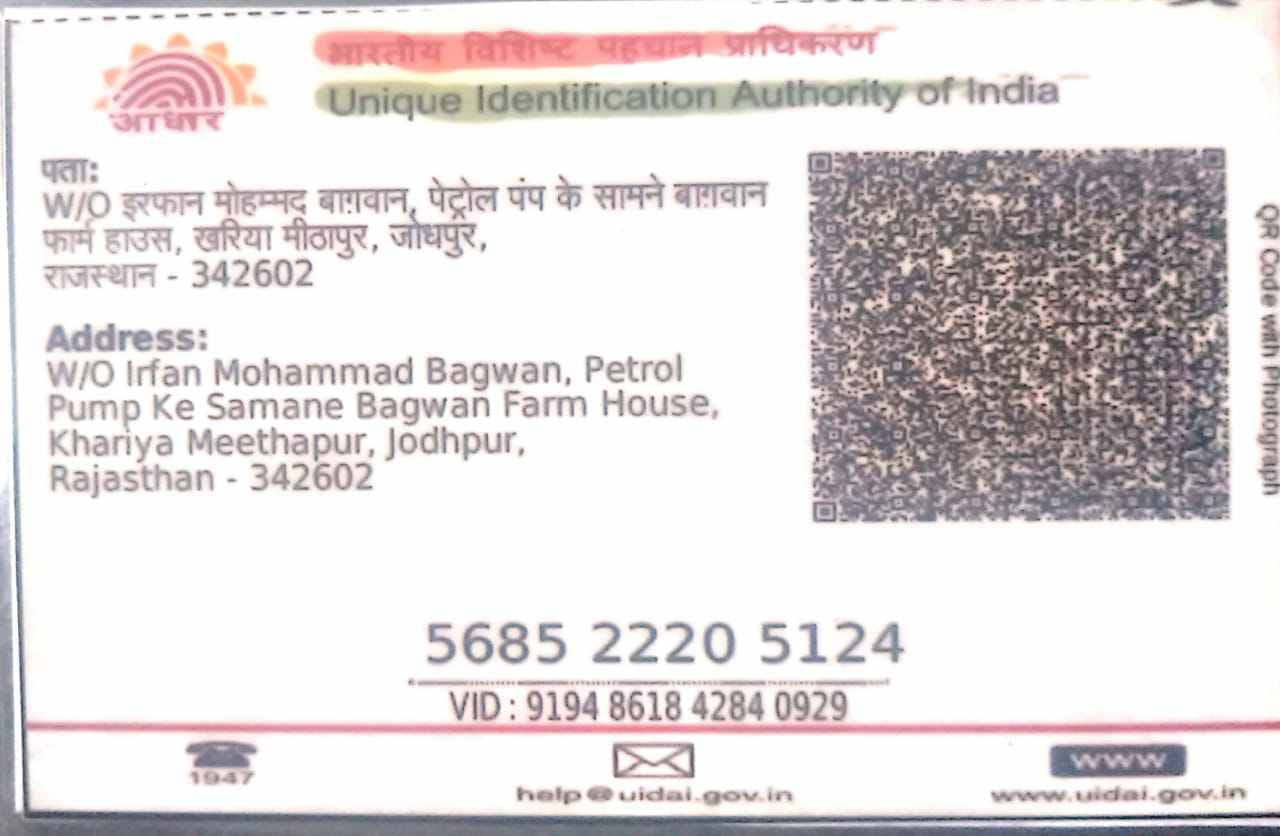 भारतीय विशिष्ट पहचान प्राधिकरण
Unique Identification Authority of India
आधार
पता:
W/O इरफान मोहम्मद बाग़वान, पेट्रोल पंप के सामने बाग़वान
फार्म हाउस, खरिया मीठापुर, जोधपुर,
राजस्थान - 342602
Address:
W/O Irfan Mohammad Bagwan, Petrol
Pump Ke Samane Bagwan Farm House,
Khariya Meethapur, Jodhpur,
Rajasthan - 342602
QR Code with Photograph
5685 2220 5124
VID : 9194 8618 4284 0929
1947
help@uidai.gov.in
www
www.uidai.gov.in